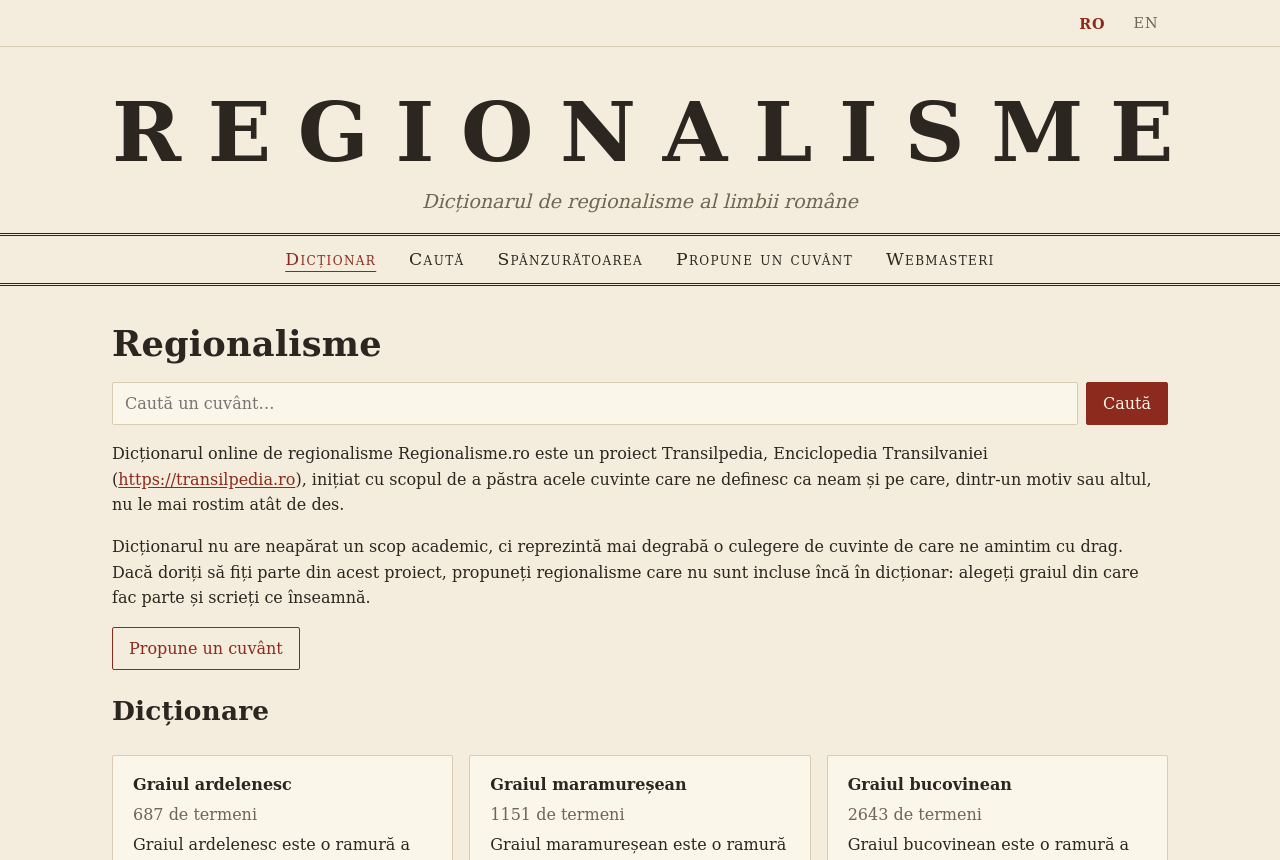 RO EN
REGIONALISME
Dicționarul de regionalisme al limbii române
Dicționar Caută Spânzurătoarea Propune un cuvânt Webmasteri
Regionalisme
Caută un cuvânt... Caută
Dicționarul online de regionalisme Regionalisme.ro este un proiect Transilpedia, Enciclopedia Transilvaniei
(https://transilpedia.ro), inițiat cu scopul de a păstra acele cuvinte care ne definesc ca neam și pe care, dintr-un motiv sau altul,
nu le mai rostim atât de des.
Dicționarul nu are neapărat un scop academic, ci reprezintă mai degrabă o culegere de cuvinte de care ne amintim cu drag.
Dacă doriți să fiți parte din acest proiect, propuneți regionalisme care nu sunt incluse încă în dicționar: alegeți graiul din care
fac parte și scrieți ce înseamnă.
Propune un cuvânt
Dicționare
Graiul ardelenesc
687 de termeni
Graiul ardelenesc este o ramură a
Graiul maramureșean
1151 de termeni
Graiul maramureșean este o ramură
Graiul bucovinean
2643 de termeni
Graiul bucovinean este o ramură a